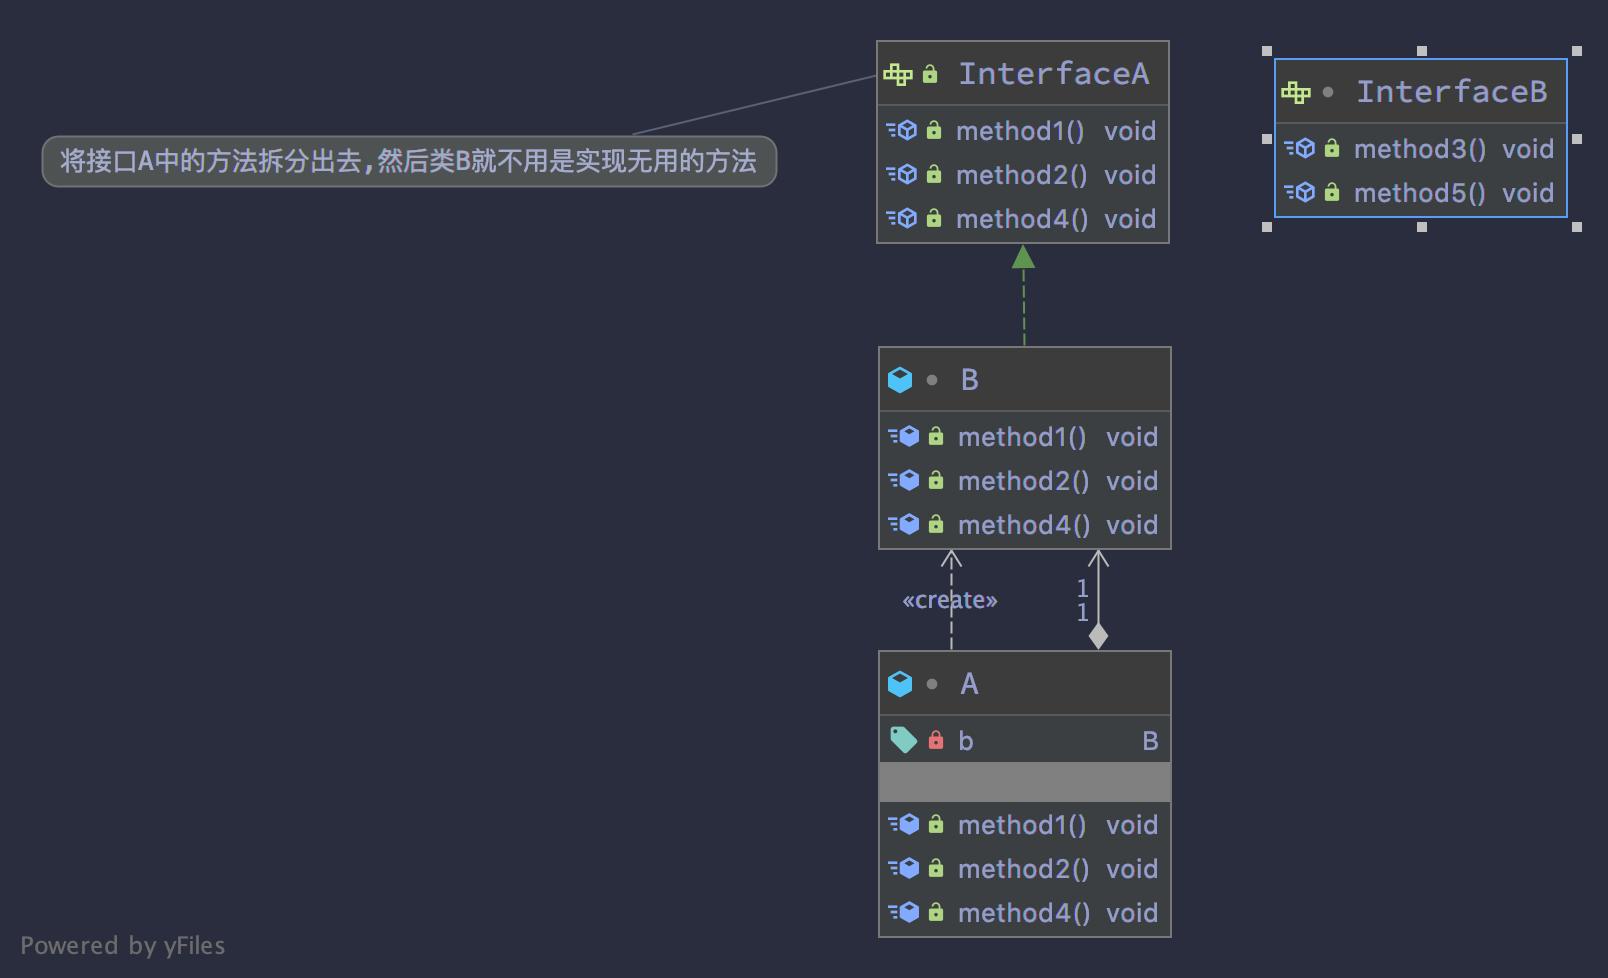 InterfaceA
method1() void
method2() void
method4() void
InterfaceB
method3() void
method5() void
将接口A中的方法拆分出去,然后类B就不用是实现无用的方法
B
method1() void
method2() void
method4() void
«create»
1
1
A
b B
method1() void
method2() void
method4() void
Powered by yFiles